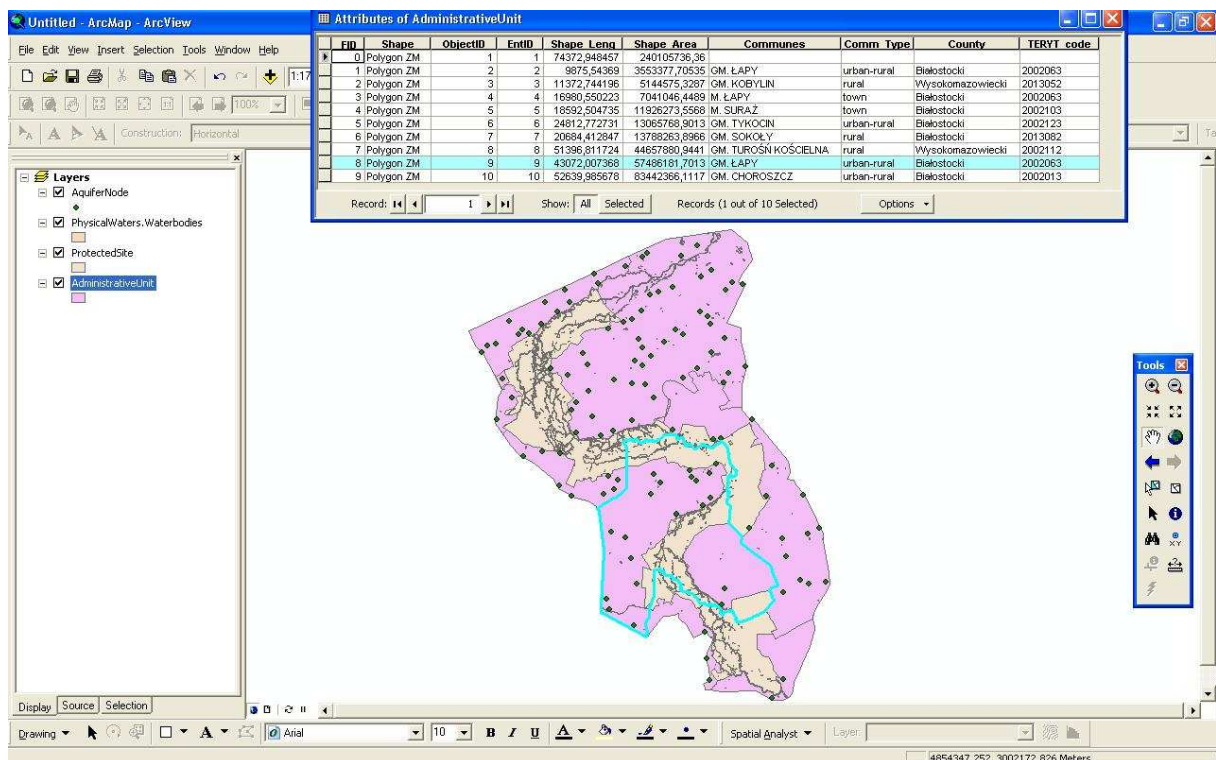 Untitled - ArcMap - ArcView
File Edit View Insert Selection Tools Window Help
100%
Construction: Horizontal
Attributes of AdministrativeUnit
FID Shape ObjectID EntID Shape_Leng Shape_Area Communes Comm_Type County TERYT_code
0 Polygon ZM 1 1 74372,948457 240105736,36
1 Polygon ZM 2 2 9875,54369 3553377,70535 GM. ŁAPY urban-rural Białostocki 2002063
2 Polygon ZM 3 3 11372,744196 5144575,3287 GM. KOBYLIN rural Wysokomazowiecki 2013052
3 Polygon ZM 4 4 16980,550223 7041046,4489 M. ŁAPY town Białostocki 2002063
4 Polygon ZM 5 5 18592,504735 11926273,5568 M. SURAŻ town Białostocki 2002103
5 Polygon ZM 6 6 24812,772731 13065768,9013 GM. TYKOCIN urban-rural Białostocki 2002123
6 Polygon ZM 7 7 20684,412847 13788263,8966 GM. SOKOŁY rural Białostocki 2013082
7 Polygon ZM 8 8 51396,811724 44657880,9441 GM. TUROŚŃ KOŚCIELNA rural Wysokomazowiecki 2002112
8 Polygon ZM 9 9 43072,007368 57486181,7013 GM. ŁAPY urban-rural Białostocki 2002063
9 Polygon ZM 10 10 52639,985678 83442366,1117 GM. CHOROSZCZ urban-rural Białostocki 2002013
Record: 1 Show: All Selected Records (1 out of 10 Selected) Options
Layers
AquiferNode
PhysicalWaters.Waterbodies
ProtectedSite
AdministrativeUnit
Tools
XY
Display Source Selection
Drawing A Arial 10 B I U A Spatial Analyst Layer:
4854347,252 3002172,826 Meters